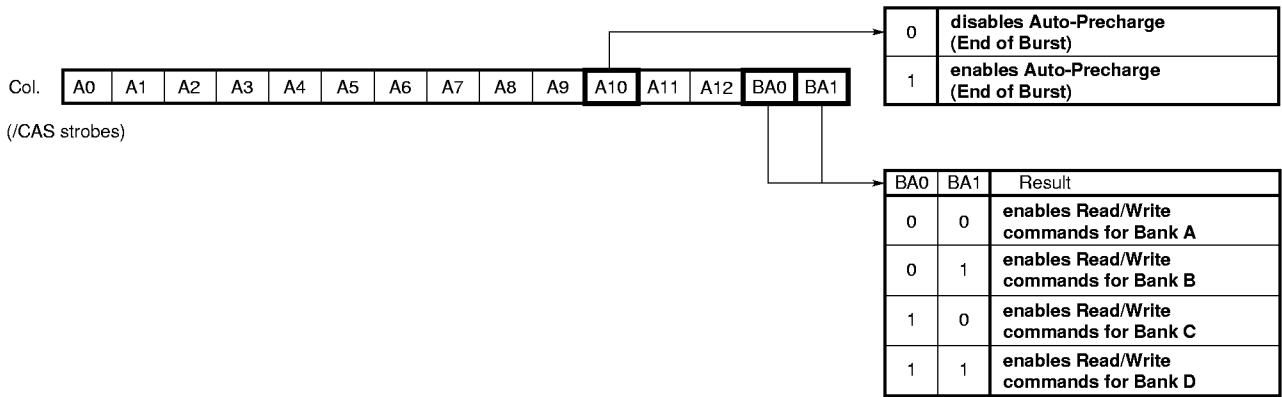 0 disables Auto-Precharge
(End of Burst)
1 enables Auto-Precharge
(End of Burst)
Col. A0 A1 A2 A3 A4 A5 A6 A7 A8 A9 A10 A11 A12 BA0 BA1
(/CAS strobes)
BA0 BA1 Result
0 0 enables Read/Write
commands for Bank A
0 1 enables Read/Write
commands for Bank B
1 0 enables Read/Write
commands for Bank C
1 1 enables Read/Write
commands for Bank D